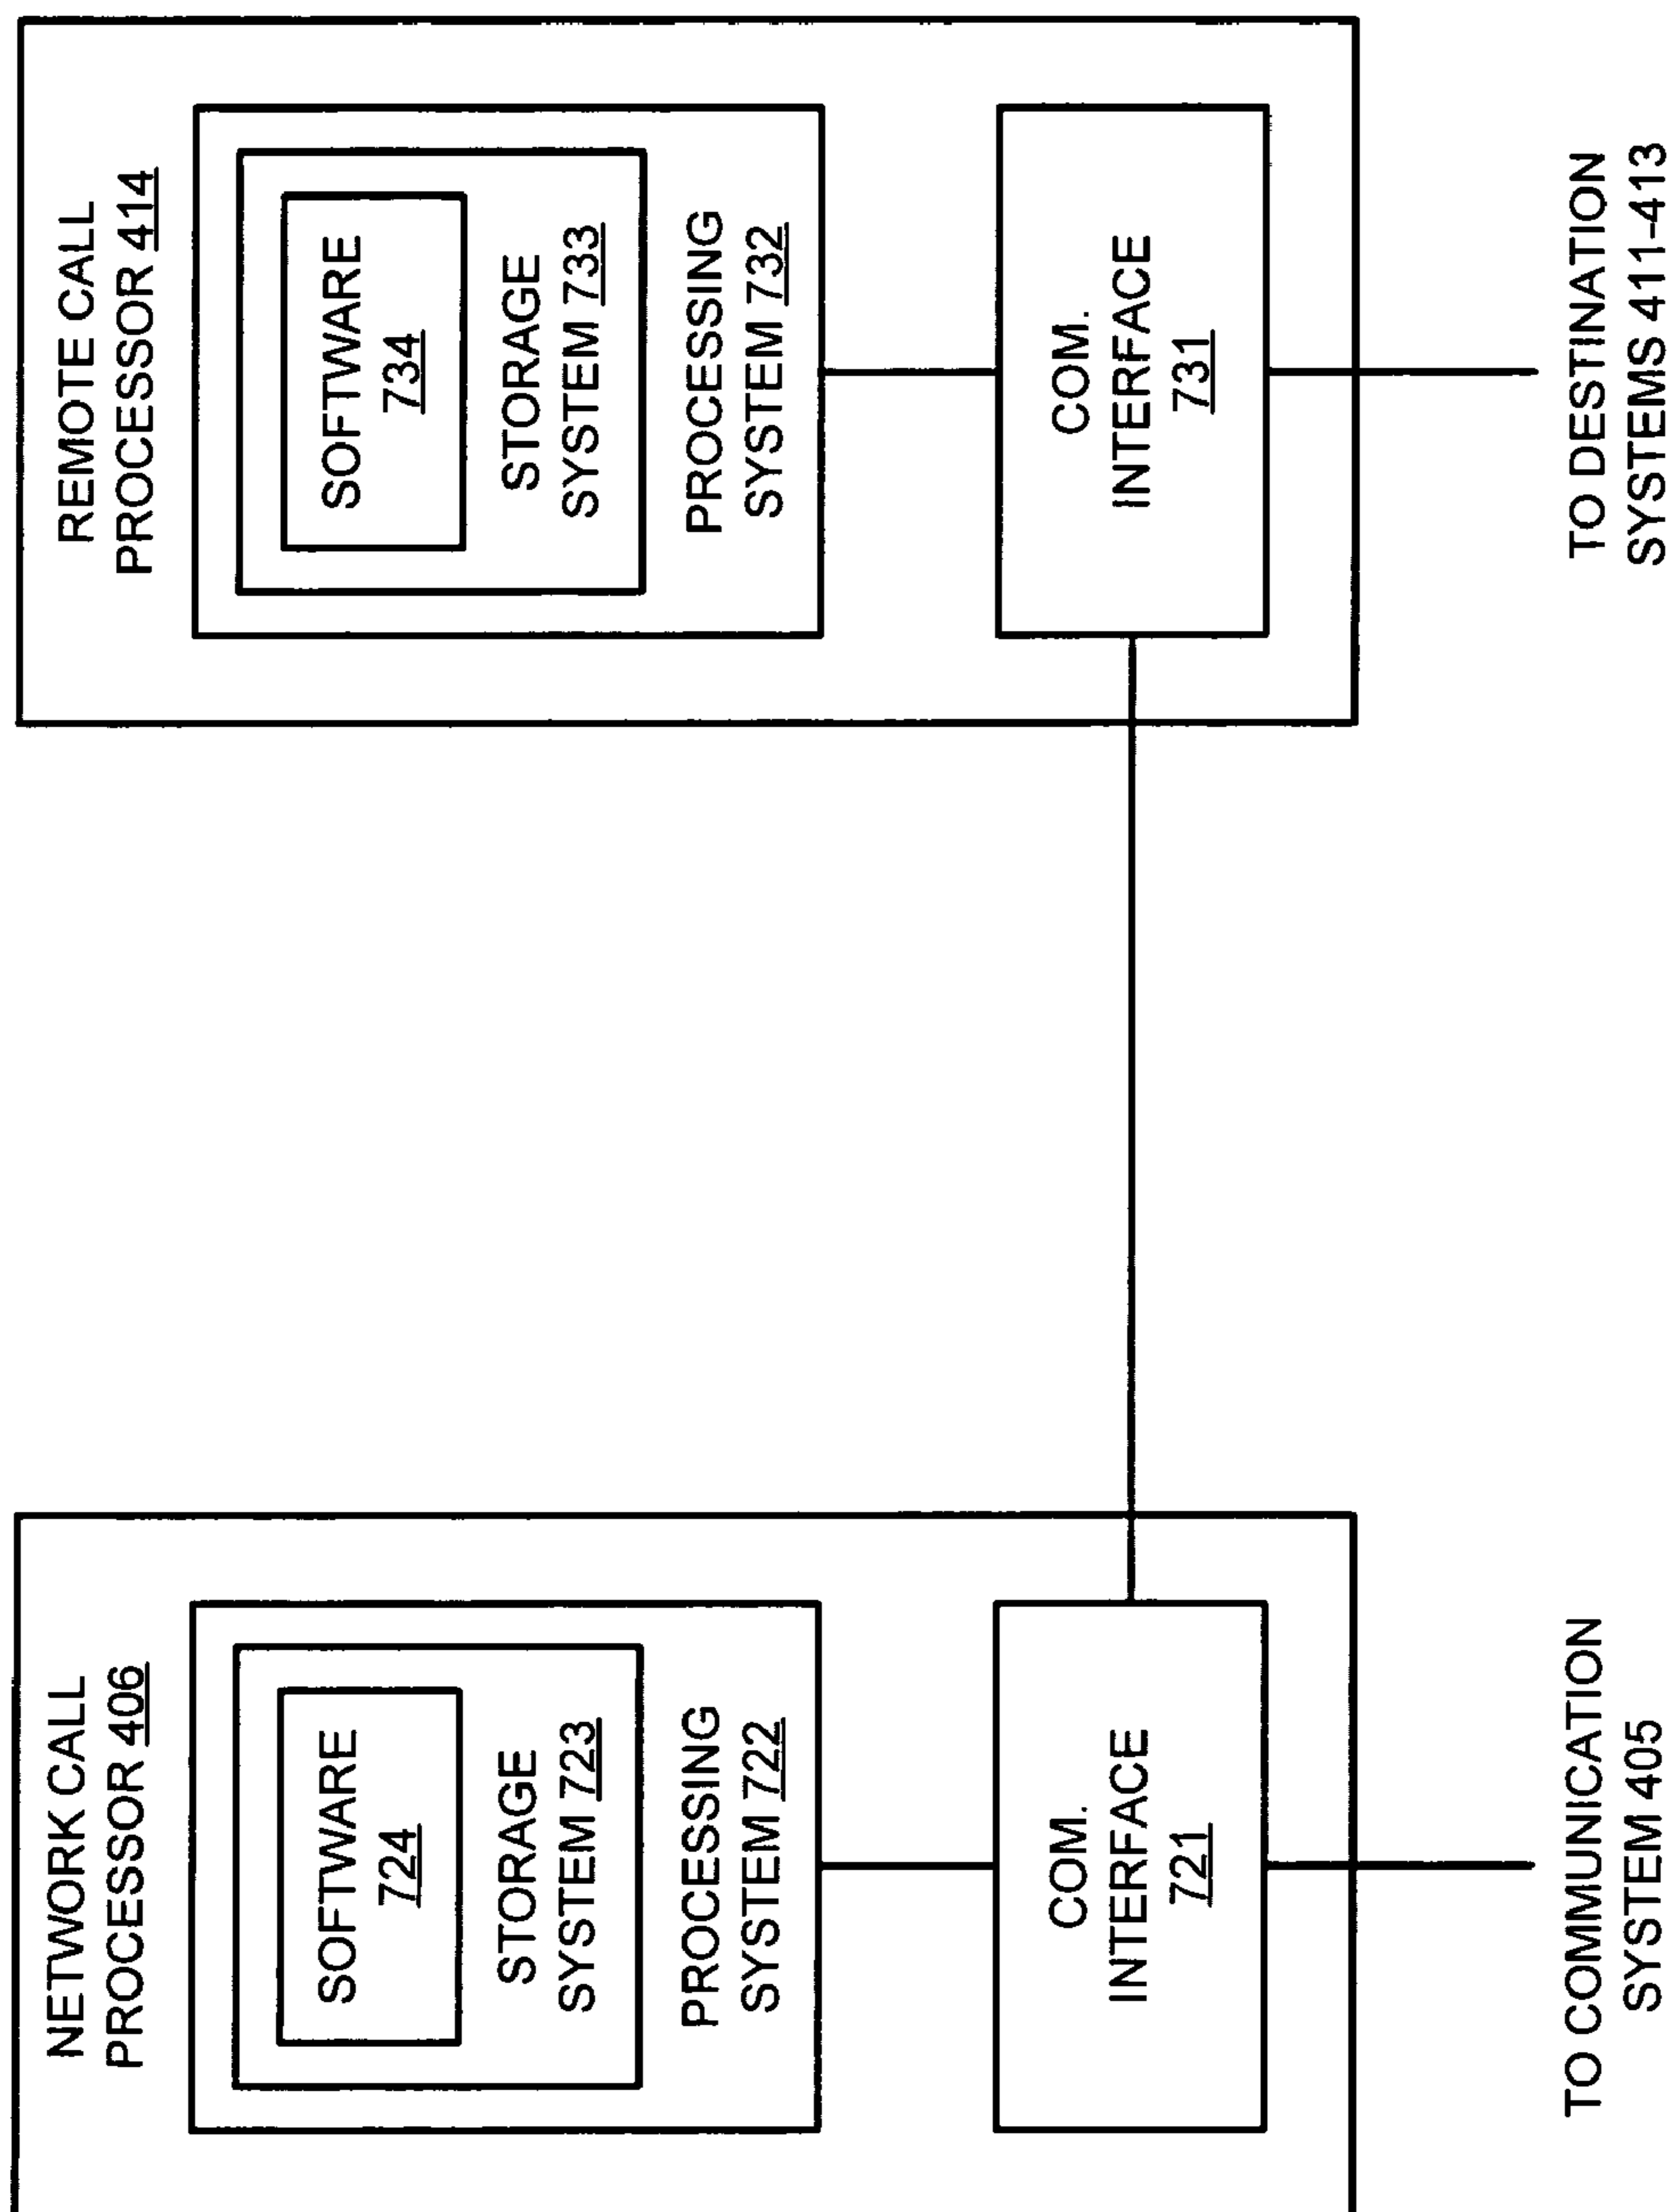 NETWORK CALL
PROCESSOR 406
SOFTWARE
724
STORAGE
SYSTEM 723
PROCESSING
SYSTEM 722
COM.
INTERFACE
721
TO COMMUNICATION
SYSTEM 405
REMOTE CALL
PROCESSOR 414
SOFTWARE
734
STORAGE
SYSTEM 733
PROCESSING
SYSTEM 732
COM.
INTERFACE
731
TO DESTINATION
SYSTEMS 411-413